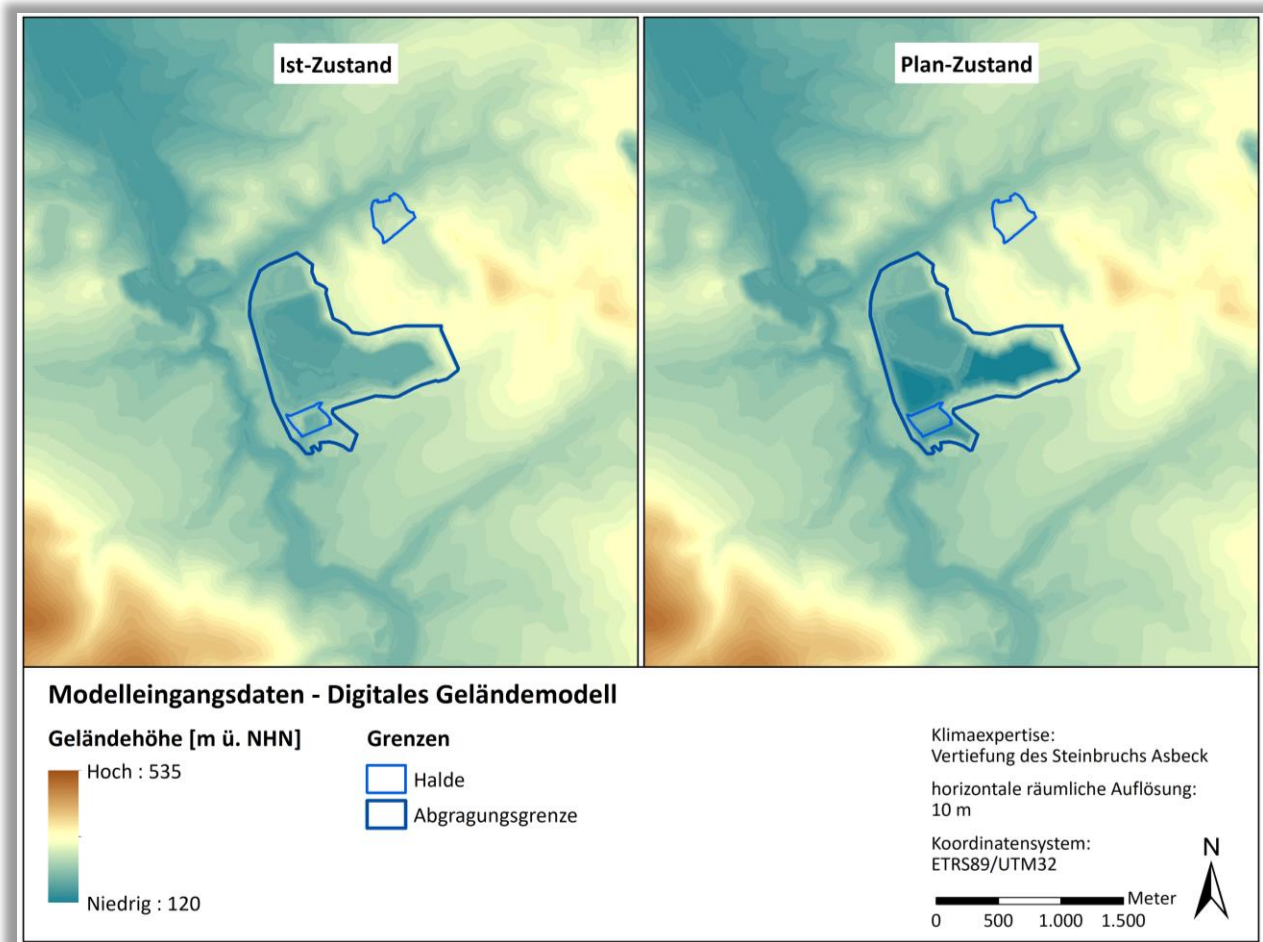 Ist-Zustand
Plan-Zustand
Modelleingangsdaten - Digitales Geländemodell
Geländehöhe [m ü. NHN]
Hoch : 535
Niedrig : 120
Grenzen
Halde
Abgragungsgrenze
Klimaexpertise:
Vertiefung des Steinbruchs Asbeck
horizontale räumliche Auflösung:
10 m
Koordinatensystem:
ETRS89/UTM32
N
Meter
0 500 1.000 1.500